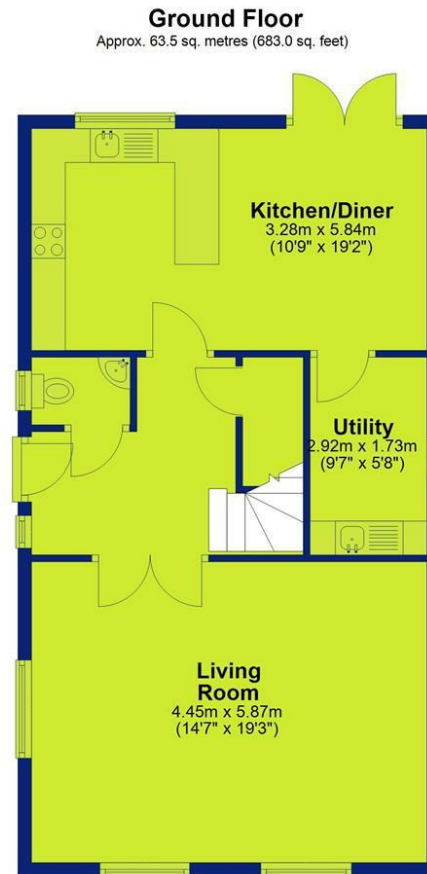 Ground Floor
Approx. 63.5 sq. metres (683.0 sq. feet)
Kitchen/Diner
3.28m x 5.84m
(10'9" x 19'2")
Utility
2.92m x 1.73m
(9'7" x 5'8")
Living
Room
4.45m x 5.87m
(14'7" x 19'3")